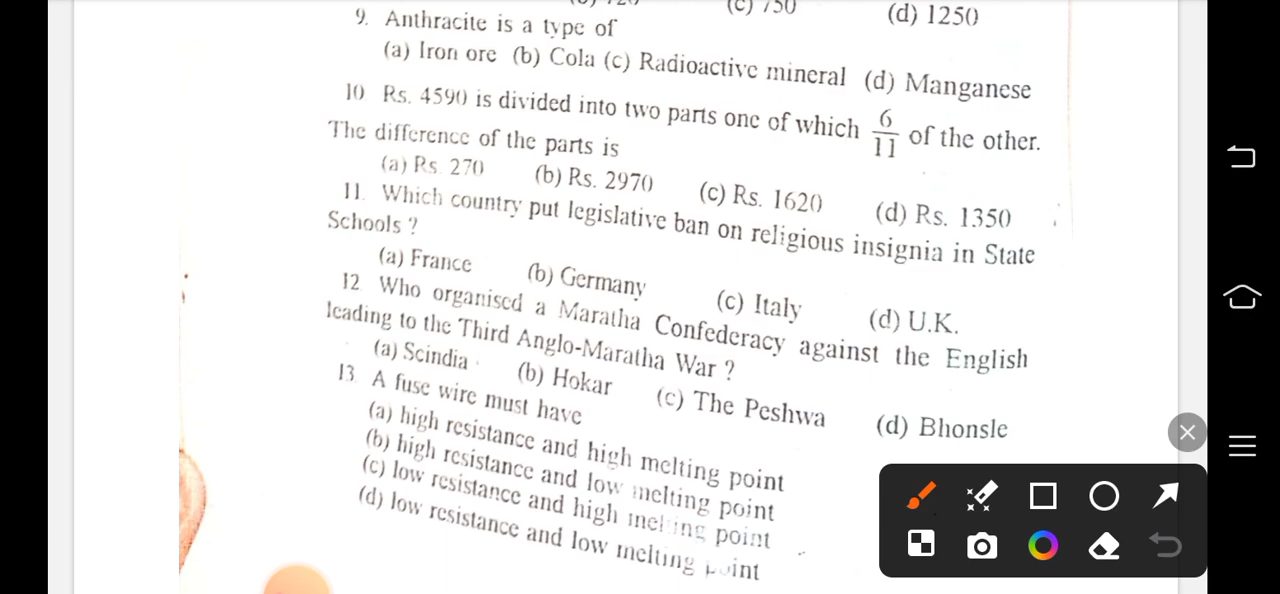 (c) 750 (d) 1250
9. Anthracite is a type of
(a) Iron ore (b) Cola (c) Radioactive mineral (d) Manganese
10 Rs. 4590 is divided into two parts one of which 6/11 of the other.
The difference of the parts is
(a) Rs. 270 (b) Rs. 2970 (c) Rs. 1620 (d) Rs. 1350
11. Which country put legislative ban on religious insignia in State
Schools ?
(a) France (b) Germany (c) Italy (d) U.K.
12 Who organised a Maratha Confederacy against the English
leading to the Third Anglo-Maratha War ?
(a) Scindia (b) Hokar (c) The Peshwa (d) Bhonsle
13. A fuse wire must have
(a) high resistance and high melting point
(b) high resistance and low melting point
(c) low resistance and high melting point
(d) low resistance and low melting point